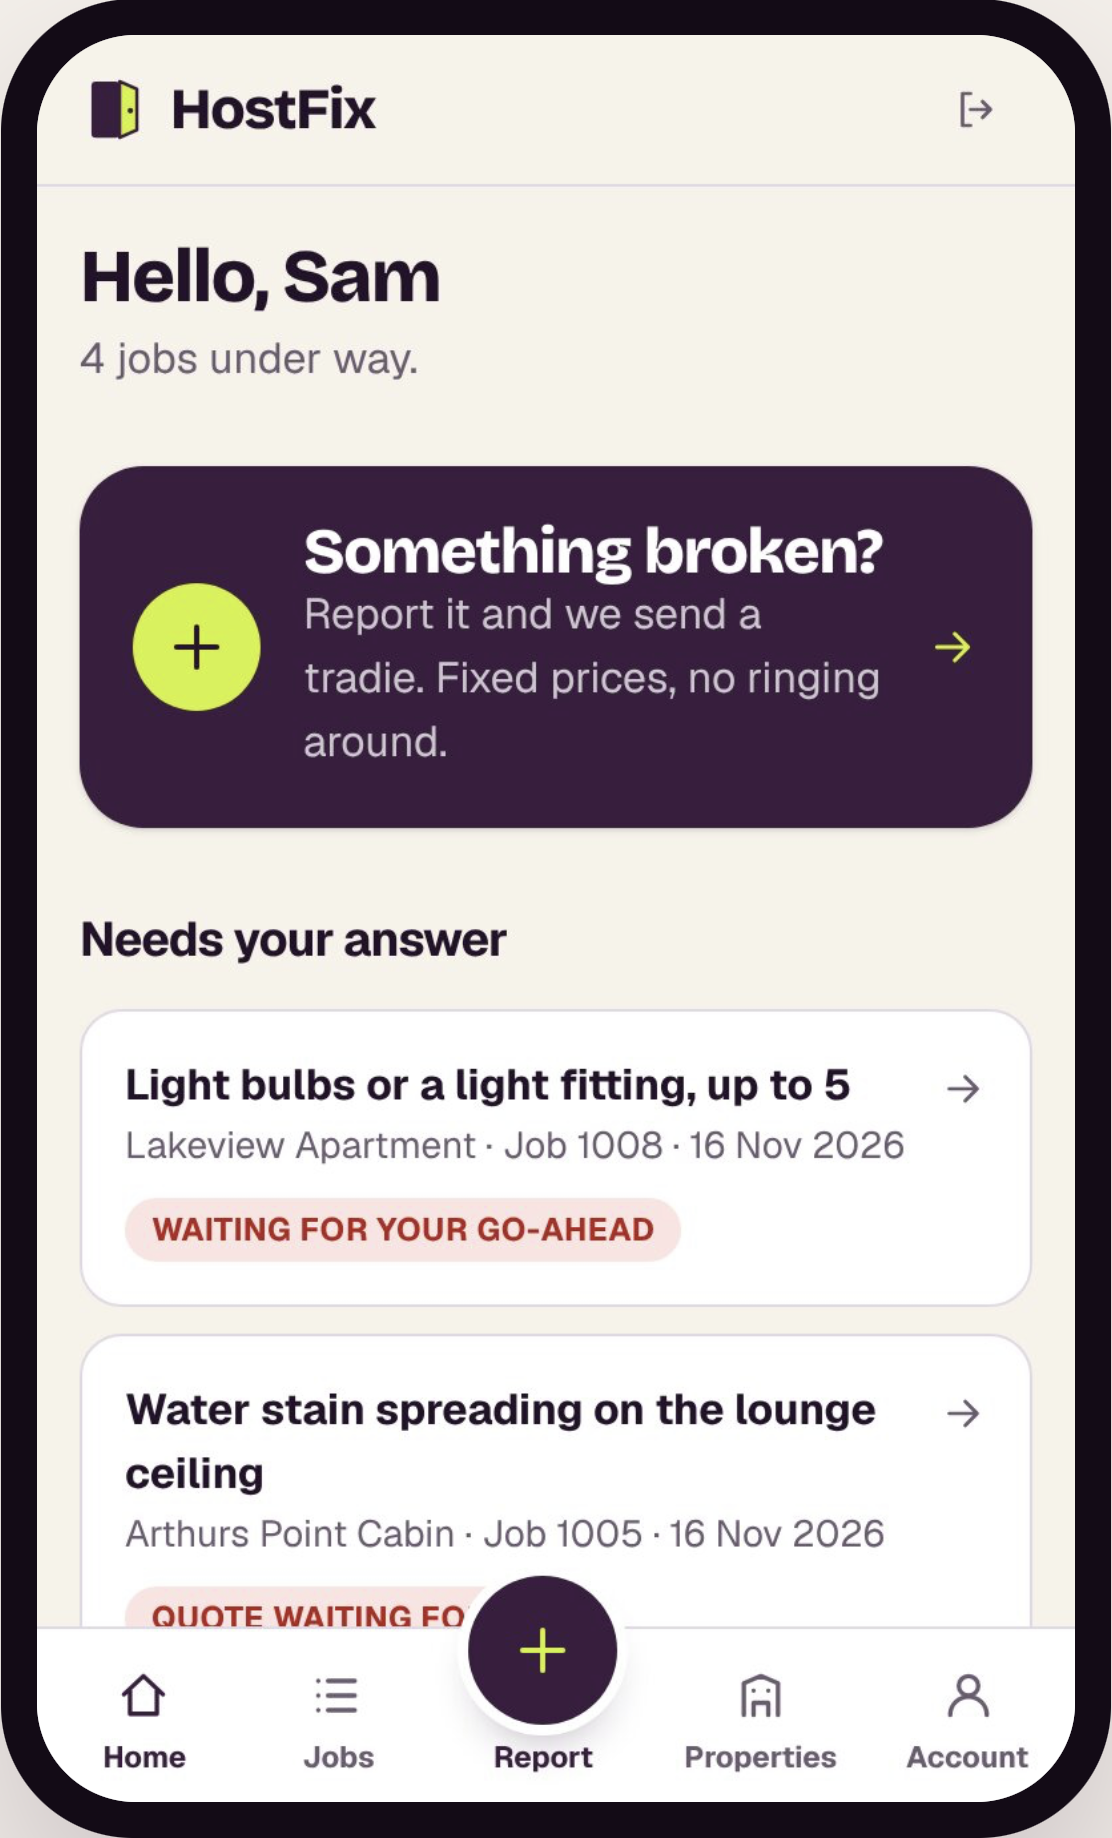 HostFix
Hello, Sam
4 jobs under way.
Something broken?
Report it and we send a
tradie. Fixed prices, no ringing
around.
Needs your answer
Light bulbs or a light fitting, up to 5
Lakeview Apartment · Job 1008 · 16 Nov 2026
WAITING FOR YOUR GO-AHEAD
Water stain spreading on the lounge
ceiling
Arthurs Point Cabin · Job 1005 · 16 Nov 2026
QUOTE WAITING
Home
Jobs
Report
Properties
Account